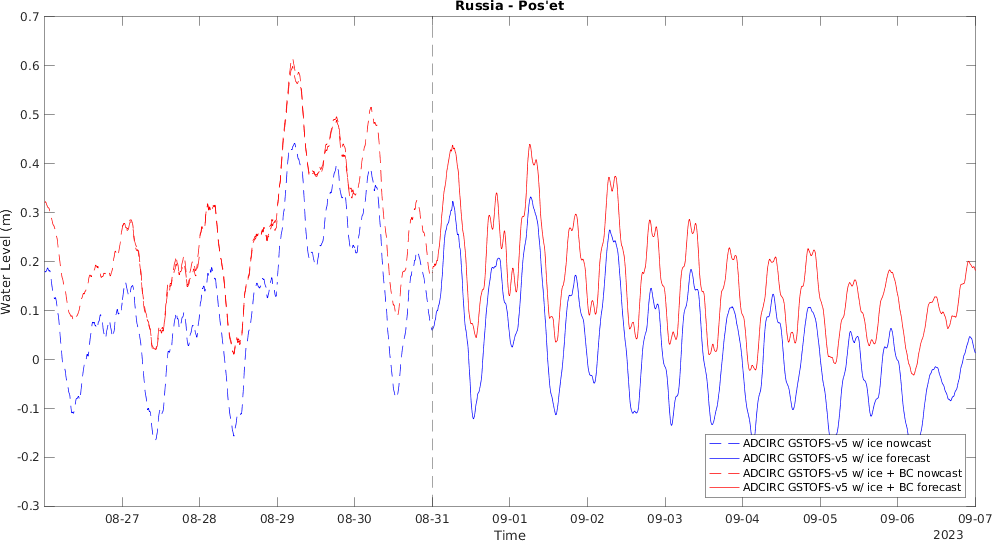 Russia - Pos'et
0.7
0.6
0.5
0.4
0.3
0.2
0.1
0
-0.1
-0.2
-0.3
Water Level (m)
ADCIRC GSTOFS-v5 w/ ice nowcast
ADCIRC GSTOFS-v5 w/ ice forecast
ADCIRC GSTOFS-v5 w/ ice + BC nowcast
ADCIRC GSTOFS-v5 w/ ice + BC forecast
08-27 08-28 08-29 08-30 08-31 09-01 09-02 09-03 09-04 09-05 09-06 09-07
Time
2023